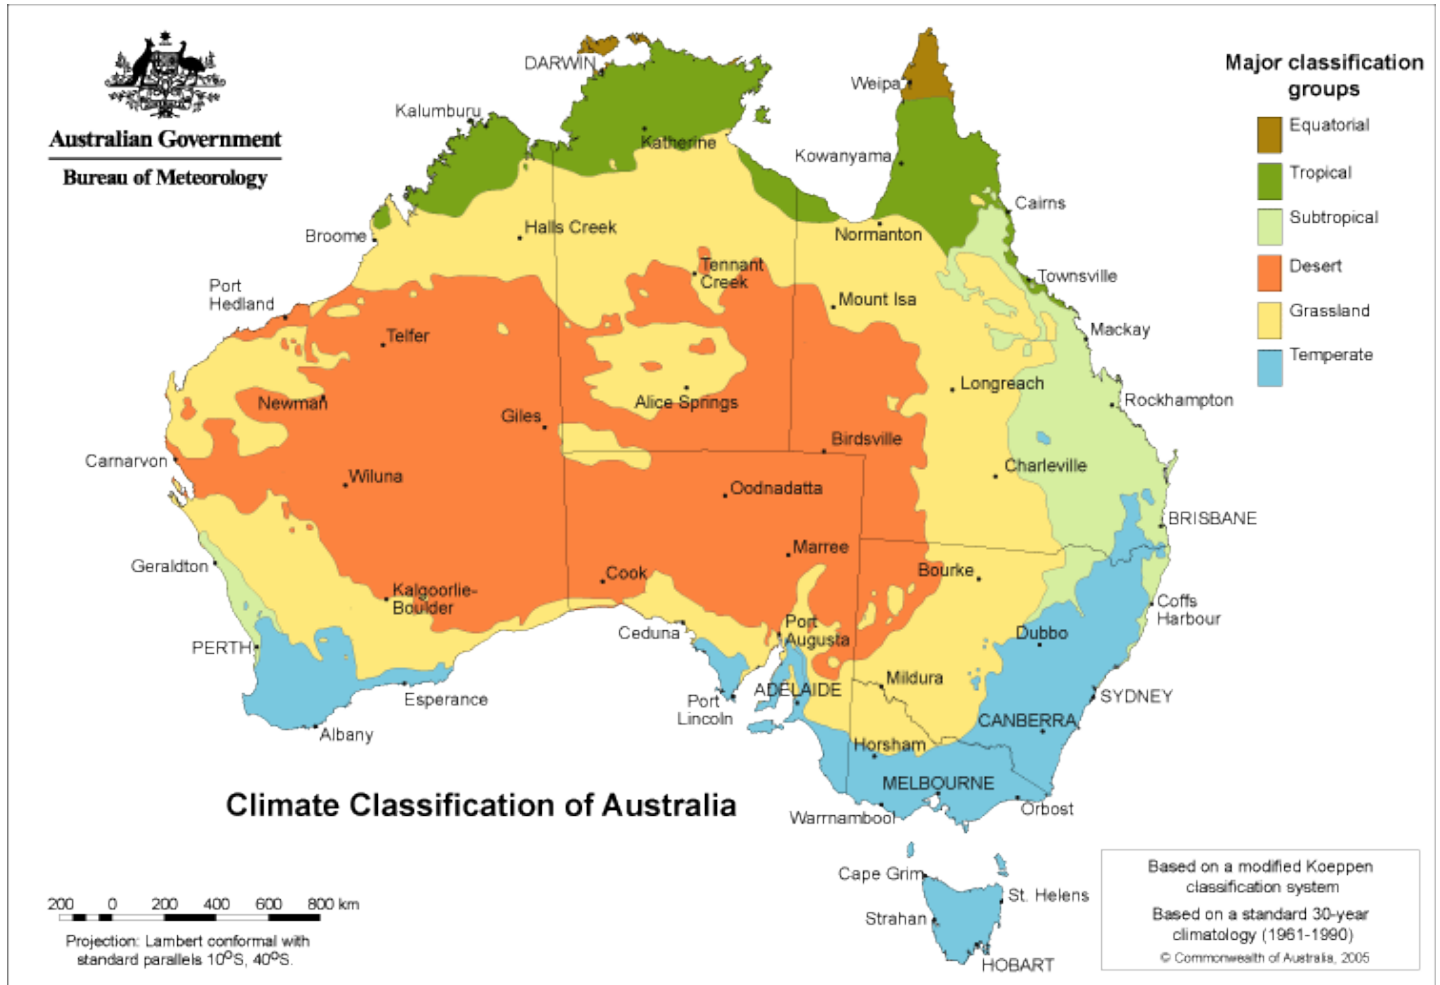 Australian Government
Bureau of Meteorology
DARWIN
Weipa
Kalumburu
Katherine
Kowanyama
Cairns
Broome
Halls Creek
Normanton
Tennant
Creek
Townsville
Port
Hedland
Mount Isa
Telfer
Mackay
Newman
Alice Springs
Longreach
Rockhampton
Giles
Birdsville
Carnarvon
Wiluna
Oodnadatta
Charleville
BRISBANE
Geraldton
Marree
Cook
Bourke
Kalgoorlie-
Boulder
Coffs
Harbour
Ceduna
Port
Augusta
Dubbo
PERTH
Esperance
Port
Lincoln
ADELAIDE
Mildura
SYDNEY
Albany
CANBERRA
Horsham
MELBOURNE
Warrnambool
Orbost
Cape Grim
St. Helens
Strahan
HOBART
Major classification
groups
Equatorial
Tropical
Subtropical
Desert
Grassland
Temperate
Climate Classification of Australia
200 0 200 400 600 800 km
Projection: Lambert conformal with
standard parallels 10ºS, 40ºS.
Based on a modified Koeppen
classification system
Based on a standard 30-year
climatology (1961-1990)
© Commonwealth of Australia, 2005